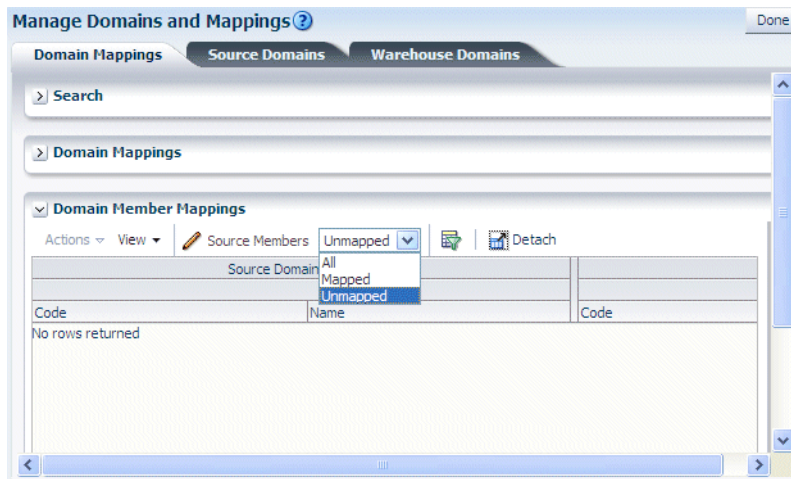 Manage Domains and Mappings
Done
Domain Mappings Source Domains Warehouse Domains
Search
Domain Mappings
Domain Member Mappings
Actions View Source Members Unmapped Detach
Source Domain
All
Mapped
Unmapped
Code Name Code
No rows returned